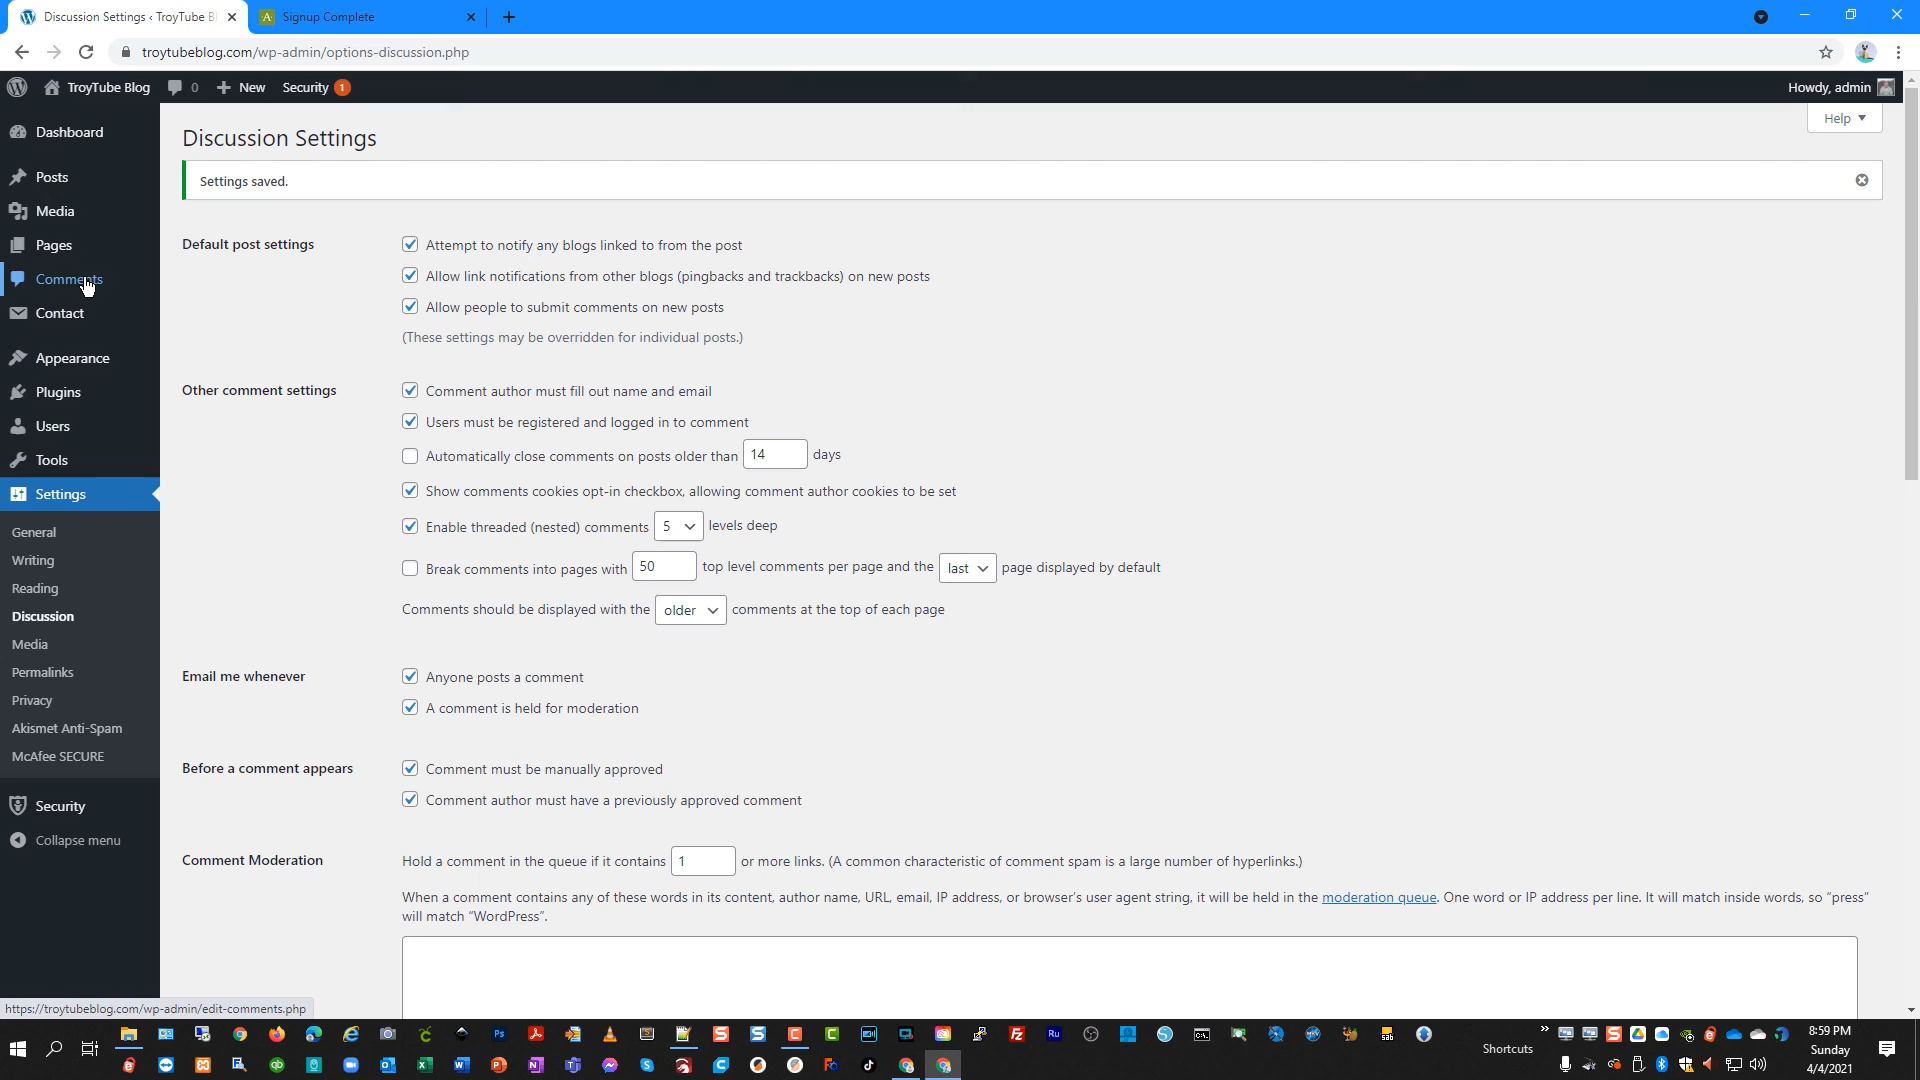 Discussion Settings ‹ TroyTube B
Signup Complete
troytubeblog.com/wp-admin/options-discussion.php
TroyTube Blog
0
New
Security
1
Howdy, admin
Dashboard
Posts
Media
Pages
Comments
Contact
Appearance
Plugins
Users
Tools
Settings
General
Writing
Reading
Discussion
Media
Permalinks
Privacy
Akismet Anti-Spam
McAfee SECURE
Security
Collapse menu
Help
Discussion Settings
Settings saved.
Default post settings
Attempt to notify any blogs linked to from the post
Allow link notifications from other blogs (pingbacks and trackbacks) on new posts
Allow people to submit comments on new posts
(These settings may be overridden for individual posts.)
Other comment settings
Comment author must fill out name and email
Users must be registered and logged in to comment
Automatically close comments on posts older than 14 days
Show comments cookies opt-in checkbox, allowing comment author cookies to be set
Enable threaded (nested) comments 5 levels deep
Break comments into pages with 50 top level comments per page and the last page displayed by default
Comments should be displayed with the older comments at the top of each page
Email me whenever
Anyone posts a comment
A comment is held for moderation
Before a comment appears
Comment must be manually approved
Comment author must have a previously approved comment
Comment Moderation
Hold a comment in the queue if it contains 1 or more links. (A common characteristic of comment spam is a large number of hyperlinks.)
When a comment contains any of these words in its content, author name, URL, email, IP address, or browser's user agent string, it will be held in the moderation queue. One word or IP address per line. It will match inside words, so "press"
will match "WordPress".
https://troytubeblog.com/wp-admin/edit-comments.php
Shortcuts
8:59 PM
Sunday
4/4/2021